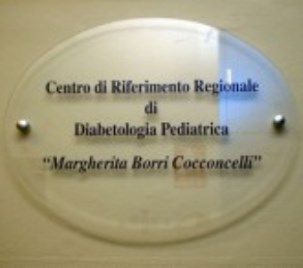 Centro di Riferimento Regionale
di
Diabetologia Pediatrica
"Margherita Borri Cocconcelli"